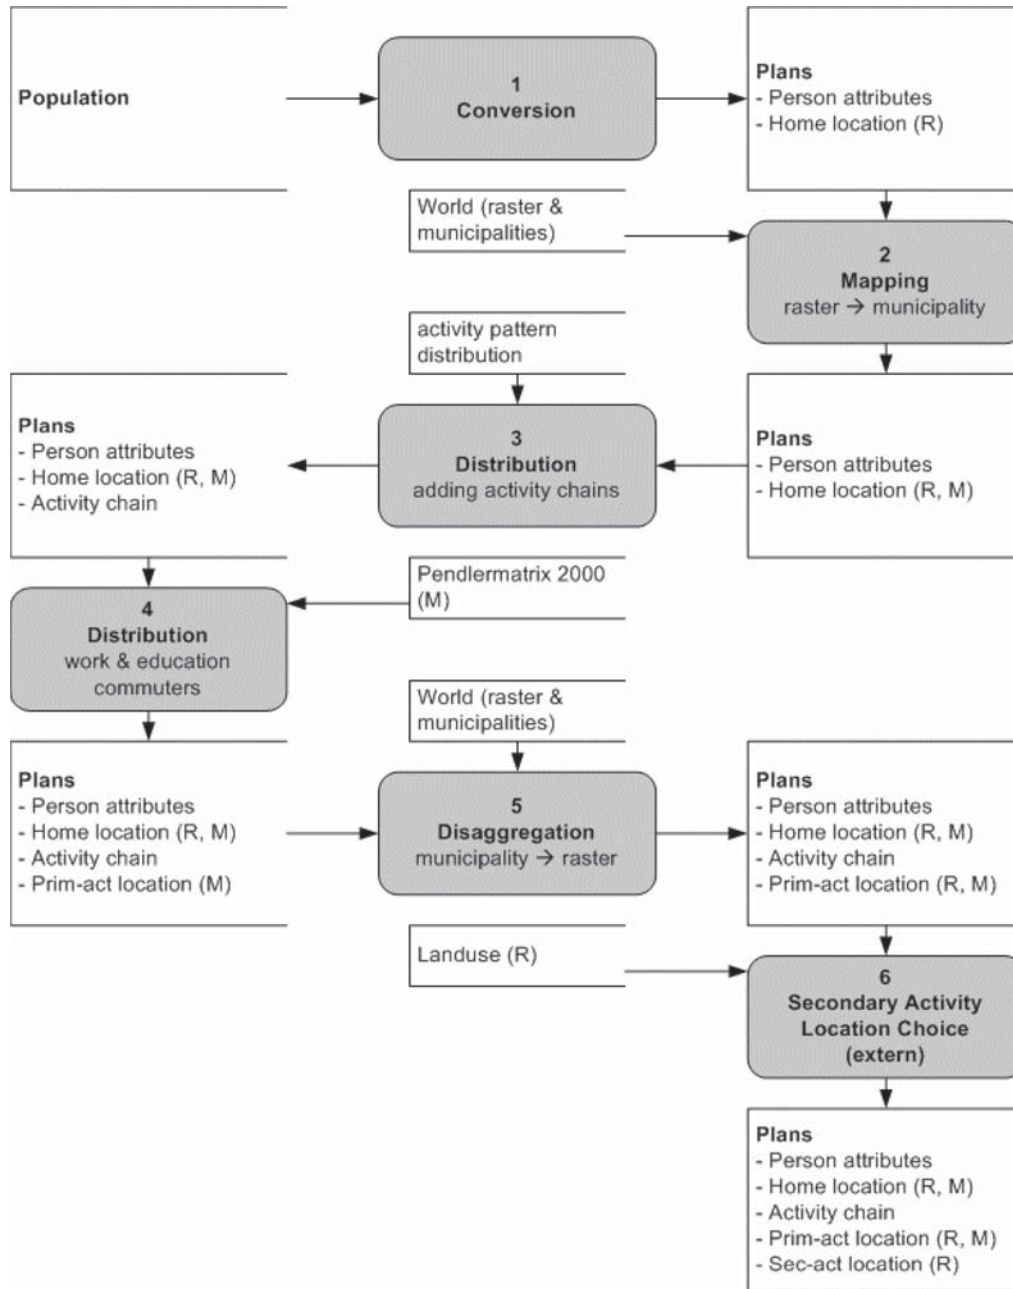 Population
1
Conversion
Plans
- Person attributes
- Home location (R)
World (raster &
municipalities)
2
Mapping
raster → municipality
activity pattern
distribution
Plans
- Person attributes
- Home location (R, M)
- Activity chain
3
Distribution
adding activity chains
Plans
- Person attributes
- Home location (R, M)
Pendlermatrix 2000
(M)
4
Distribution
work & education
commuters
World (raster &
municipalities)
Plans
- Person attributes
- Home location (R, M)
- Activity chain
- Prim-act location (M)
5
Disaggregation
municipality → raster
Plans
- Person attributes
- Home location (R, M)
- Activity chain
- Prim-act location (R, M)
Landuse (R)
6
Secondary Activity
Location Choice
(extern)
Plans
- Person attributes
- Home location (R, M)
- Activity chain
- Prim-act location (R, M)
- Sec-act location (R)